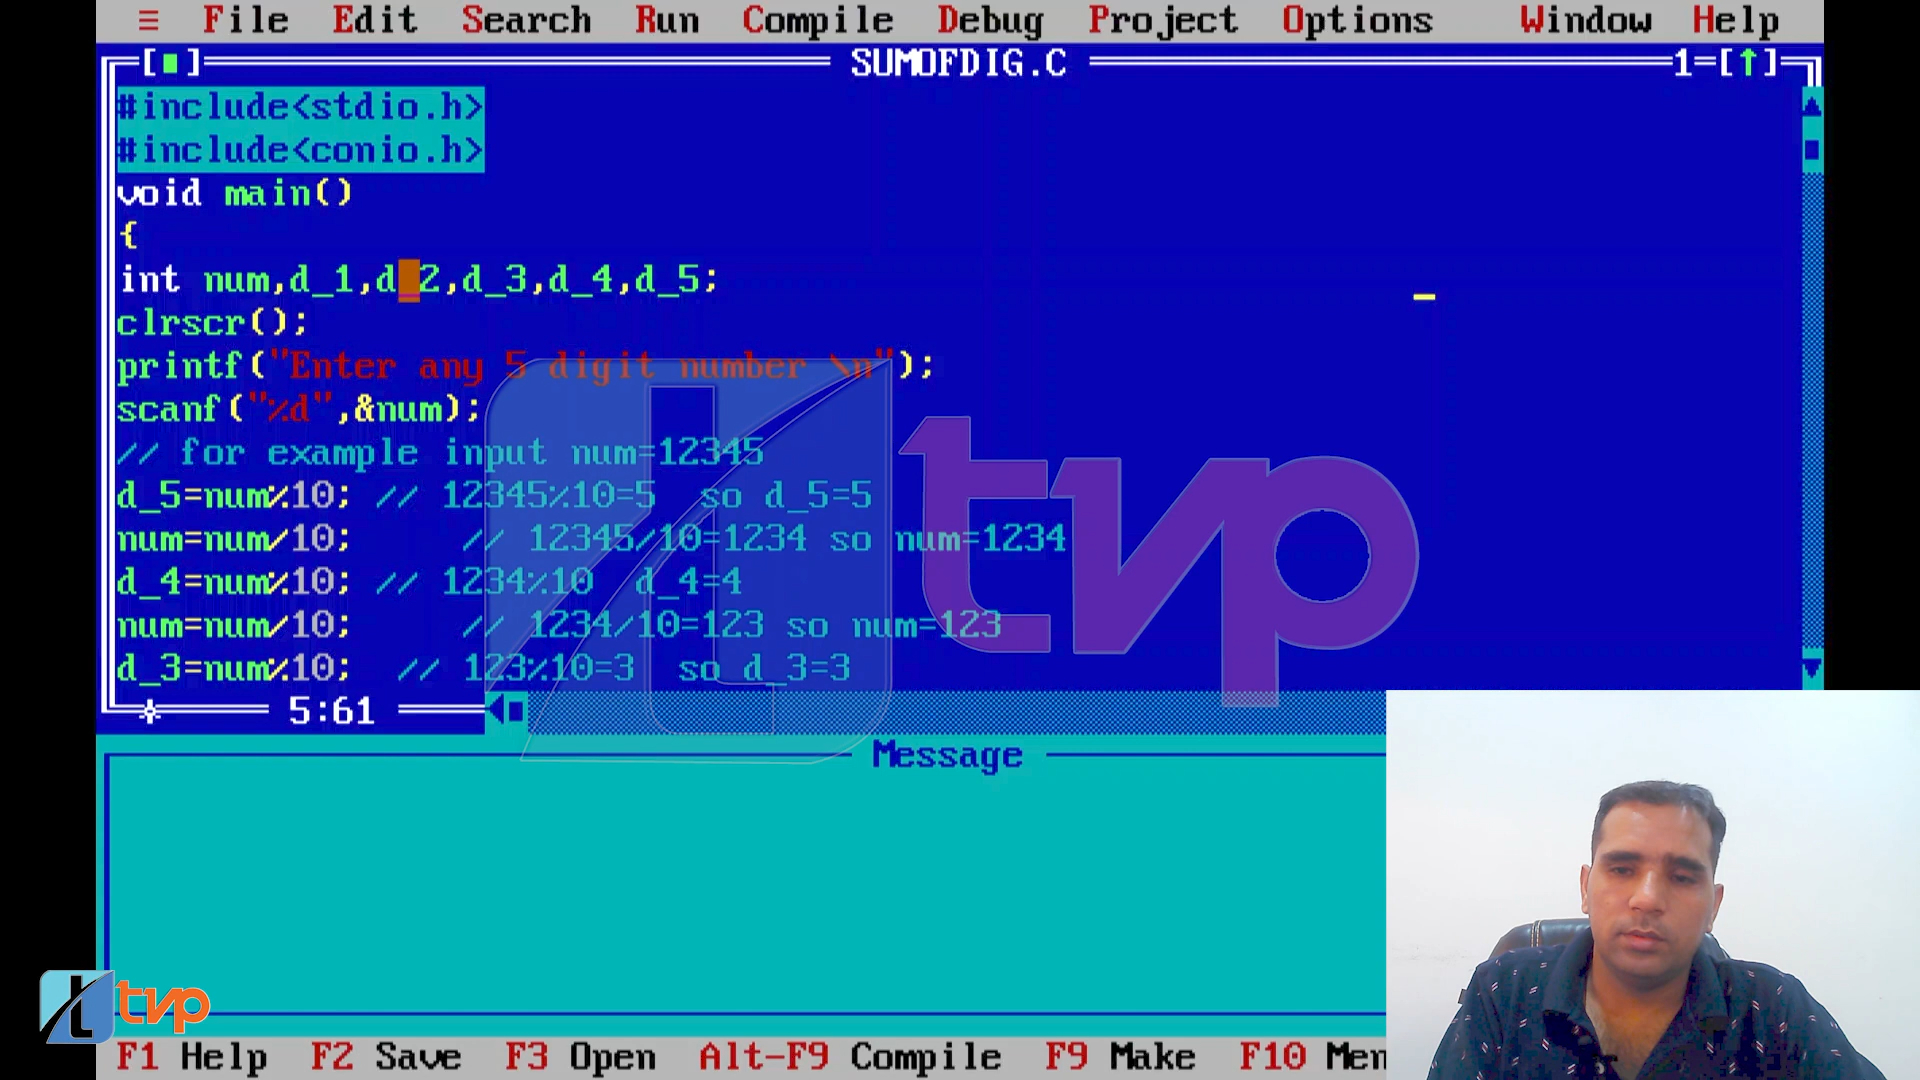 ≡ File Edit Search Run Compile Debug Project Options Window Help
[■] SUMOFDIG.C 1=[↑]
#include<stdio.h>
#include<conio.h>
void main()
{
int num,d_1,d_2,d_3,d_4,d_5;
clrscr();
printf("Enter any 5 digit number \n");
scanf("%d",&num);
// for example input num=12345
d_5=num%10; // 12345%10=5 so d_5=5
num=num/10; // 12345/10=1234 so num=1234
d_4=num%10; // 1234%10 d_4=4
num=num/10; // 1234/10=123 so num=123
d_3=num%10; // 123%10=3 so d_3=3
5:61
Message
tvp
tvp
F1 Help F2 Save F3 Open Alt-F9 Compile F9 Make F10 Men